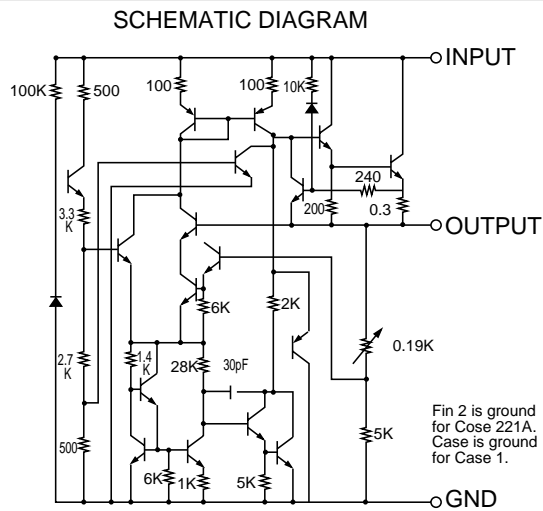 SCHEMATIC DIAGRAM
INPUT
100K
500
100
100
10K
240
3.3
K
200
0.3
OUTPUT
6K
2K
0.19K
2.7
K
1.4
K
28K
30pF
Fin 2 is ground
for Cose 221A.
Case is ground
for Case 1.
500
5K
6K
1K
5K
GND